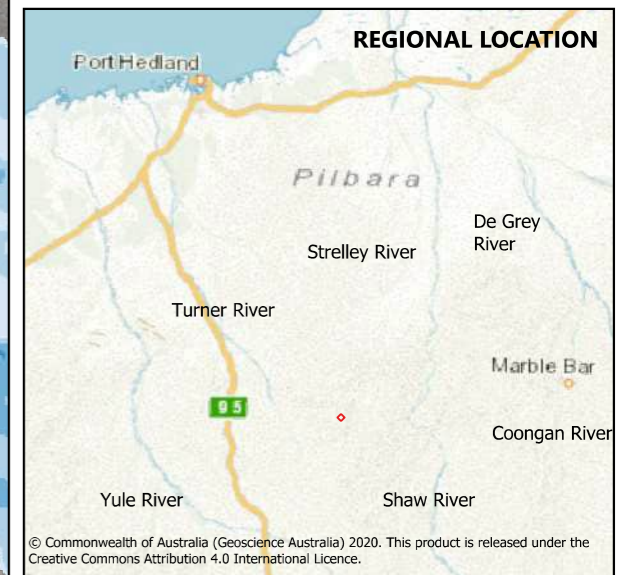 REGIONAL LOCATION
Port Hedland
Pilbara
De Grey
River
Strelley River
Turner River
Marble Bar
95
Coongan River
Yule River
Shaw River
© Commonwealth of Australia (Geoscience Australia) 2020. This product is released under the
Creative Commons Attribution 4.0 International Licence.